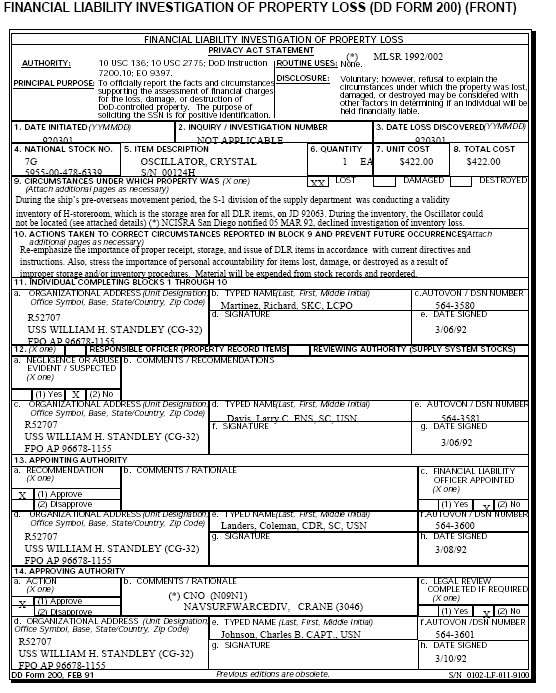 FINANCIAL LIABILITY INVESTIGATION OF PROPERTY LOSS (DD FORM 200) (FRONT)
FINANCIAL LIABILITY INVESTIGATION OF PROPERTY LOSS
PRIVACY ACT STATEMENT
AUTHORITY: 10 USC 136; 10 USC 2775; DoD Instruction 7200.10; EO 9397.
PRINCIPAL PURPOSE: To officially report the facts and circumstances
supporting the assessment of financial charges
for the loss, damage, or destruction of
DoD-controlled property. The purpose of
soliciting the SSN is for positive identification.
ROUTINE USES: None. (*) MLSR 1992/002
DISCLOSURE: Voluntary; however, refusal to explain the
circumstances under which the property was lost,
damaged, or destroyed may be considered with
other factors in determining if an individual will be
held financially liable.
1. DATE INITIATED (YYMMDD)
920301
2. INQUIRY / INVESTIGATION NUMBER
NOT APPLICABLE
3. DATE LOSS DISCOVERED (YYMMDD)
920301
4. NATIONAL STOCK NO.
7G
5955-00-478-6339
5. ITEM DESCRIPTION
OSCILLATOR, CRYSTAL
S/N 00124H
6. QUANTITY
1 EA
7. UNIT COST
$422.00
8. TOTAL COST
$422.00
9. CIRCUMSTANCES UNDER WHICH PROPERTY WAS (X one) XX LOST DAMAGED DESTROYED
(Attach additional pages as necessary)
During the ship's pre-overseas movement period, the S-1 division of the supply department was conducting a validity
inventory of H-storeroom, which is the storage area for all DLR items, on JD 92063. During the inventory, the Oscillator could
not be located (see attached details) (*) NCISRA San Diego notified 05 MAR 92, declined investigation of inventory loss.
10. ACTIONS TAKEN TO CORRECT CIRCUMSTANCES REPORTED IN BLOCK 9 AND PREVENT FUTURE OCCURRENCES (Attach
additional pages as necessary)
Re-emphasize the importance of proper receipt, storage, and issue of DLR items in accordance with current directives and
instructions. Also, stress the importance of personal accountability for items lost, damage, or destroyed as a result of
improper storage and/or inventory procedures. Material will be expended from stock records and reordered.
11. INDIVIDUAL COMPLETING BLOCKS 1 THROUGH 10
a. ORGANIZATIONAL ADDRESS (Unit Designation,
Office Symbol, Base, State/Country, Zip Code)
R52707
USS WILLIAM H. STANDLEY (CG-32)
FPO AP 96678-1155
b. TYPED NAME (Last, First, Middle Initial)
Martinez, Richard, SKC, LCPO
c. AUTOVON / DSN NUMBER
564-3580
d. SIGNATURE
e. DATE SIGNED
3/06/92
12. (X one) RESPONSIBLE OFFICER (PROPERTY RECORD ITEMS) REVIEWING AUTHORITY (SUPPLY SYSTEM STOCKS)
a. NEGLIGENCE OR ABUSE
EVIDENT / SUSPECTED
(X one)
(1) Yes X (2) No
b. COMMENTS / RECOMMENDATIONS
c. ORGANIZATIONAL ADDRESS (Unit Designation,
Office Symbol, Base, State/Country, Zip Code)
R52707
USS WILLIAM H. STANDLEY (CG-32)
FPO AP 96678-1155
d. TYPED NAME (Last, First, Middle Initial)
Davis, Larry C. ENS, SC, USN
e. AUTOVON / DSN NUMBER
564-3581
f. SIGNATURE
g. DATE SIGNED
3/06/92
13. APPOINTING AUTHORITY
a. RECOMMENDATION
(X one)
X (1) Approve
(2) Disapprove
b. COMMENTS / RATIONALE
c. FINANCIAL LIABILITY
OFFICER APPOINTED
(X one)
(1) Yes X (2) No
d. ORGANIZATIONAL ADDRESS (Unit Designation,
Office Symbol, Base, State/Country, Zip Code)
R52707
USS WILLIAM H. STANDLEY (CG-32)
FPO AP 96678-1155
e. TYPED NAME (Last, First, Middle Initial)
Landers, Coleman, CDR, SC, USN
f. AUTOVON / DSN NUMBER
564-3600
g. SIGNATURE
h. DATE SIGNED
3/08/92
14. APPROVING AUTHORITY
a. ACTION
(X one)
X (1) Approve
(2) Disapprove
b. COMMENTS / RATIONALE
(*) CNO (N09N1)
NAVSURFWARCEDIV, CRANE (3046)
c. LEGAL REVIEW
COMPLETED IF REQUIRED
(X one)
(1) Yes X (2) No
d. ORGANIZATIONAL ADDRESS (Unit Designation,
Office Symbol, Base, State/Country, Zip Code)
R52707
USS WILLIAM H. STANDLEY (CG-32)
FPO AP 96678-1155
e. TYPED NAME (Last, First, Middle Initial)
Johnson, Charles B. CAPT., USN
f. AUTOVON / DSN NUMBER
564-3601
g. SIGNATURE
h. DATE SIGNED
3/10/92
DD Form 200, FEB 91 Previous editions are obsolete. S/N 0102-LF-011-9100